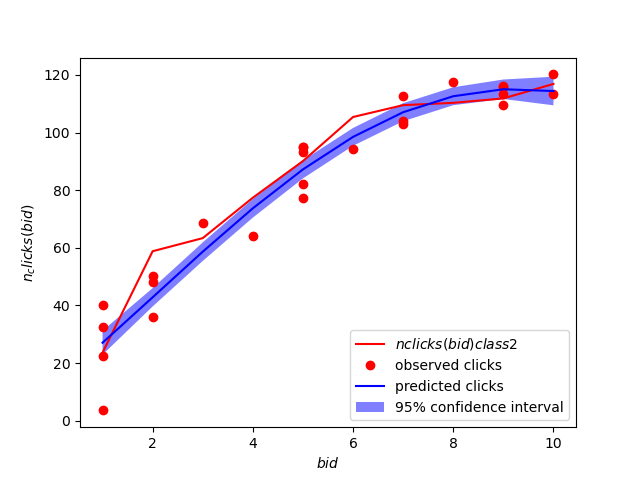 120
100
80
60
40
20
0
n_clicks(bid)
nclicks(bid)class2
observed clicks
predicted clicks
95% confidence interval
2
4
6
8
10
bid